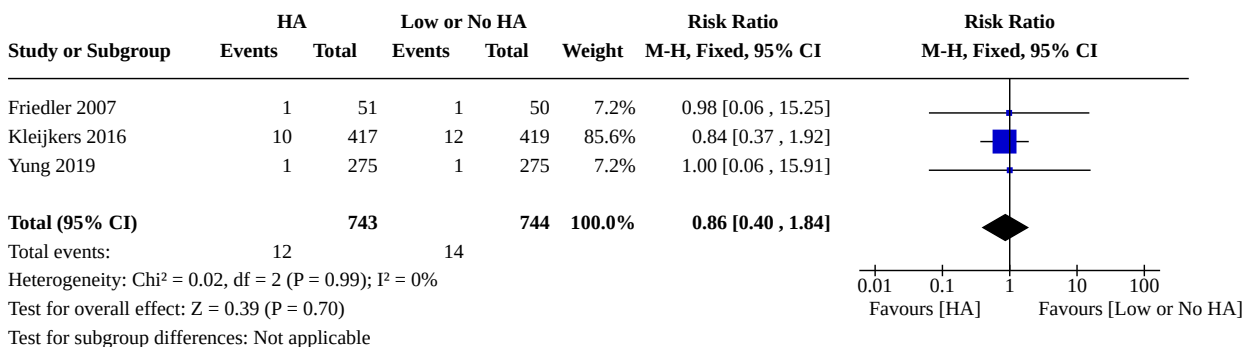 HA Low or No HA Risk Ratio Risk Ratio
Study or Subgroup Events Total Events Total Weight M-H, Fixed, 95% CI M-H, Fixed, 95% CI
Friedler 2007 1 51 1 50 7.2% 0.98 [0.06 , 15.25]
Kleijkers 2016 10 417 12 419 85.6% 0.84 [0.37 , 1.92]
Yung 2019 1 275 1 275 7.2% 1.00 [0.06 , 15.91]
Total (95% CI) 743 744 100.0% 0.86 [0.40 , 1.84]
Total events: 12 14
Heterogeneity: Chi² = 0.02, df = 2 (P = 0.99); I² = 0%
Test for overall effect: Z = 0.39 (P = 0.70)
Test for subgroup differences: Not applicable
0.01 0.1 1 10 100
Favours [HA] Favours [Low or No HA]